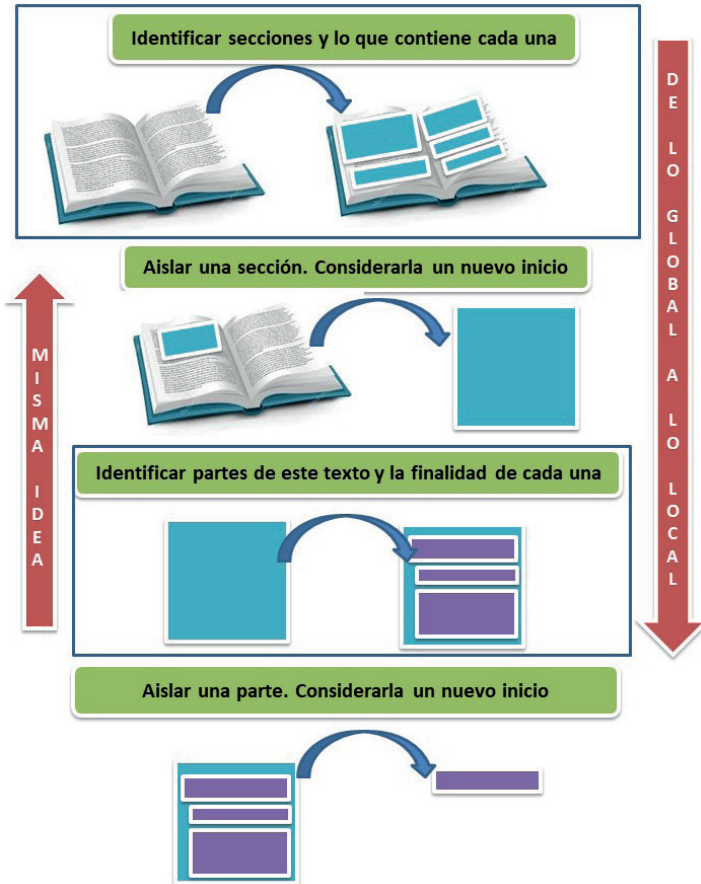 Identificar secciones y lo que contiene cada una
Aislar una sección. Considerarla un nuevo inicio
Identificar partes de este texto y la finalidad de cada una
Aislar una parte. Considerarla un nuevo inicio
MISMA IDEA
DE LO GLOBAL A LO LOCAL